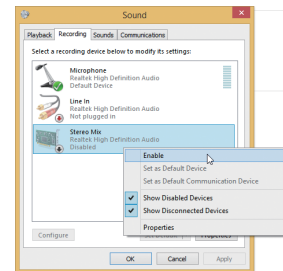 Sound
Playback Recording Sounds Communications
Select a recording device below to modify its settings:
Microphone
Realtek High Definition Audio
Default Device
Line In
Realtek High Definition Audio
Not plugged in
Stereo Mix
Realtek High Definition Audio
Disabled
Enable
Set as Default Device
Set as Default Communication Device
Show Disabled Devices
Show Disconnected Devices
Properties
Configure
Set Default
Properties
OK Cancel Apply